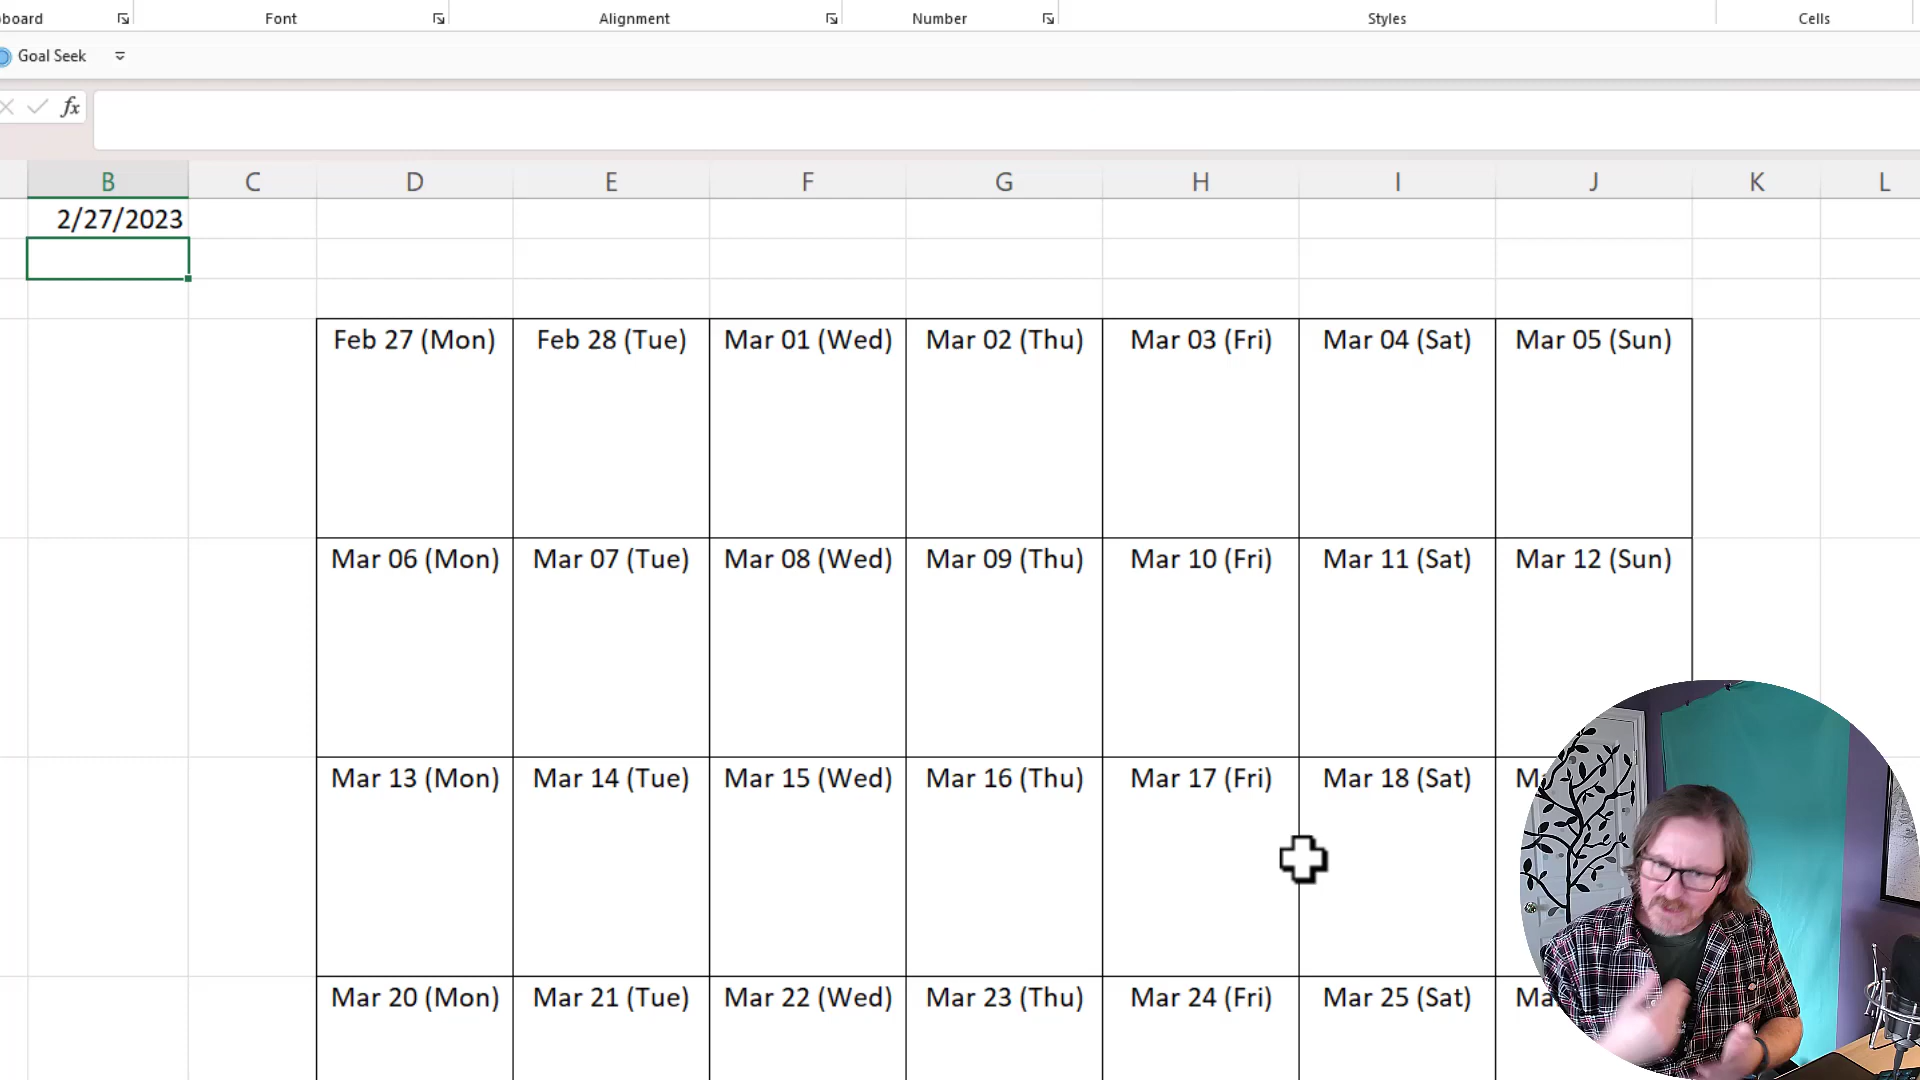 board Font Alignment Number Styles Cells
Goal Seek
fx
B C D E F G H I J K L
2/27/2023
Feb 27 (Mon) Feb 28 (Tue) Mar 01 (Wed) Mar 02 (Thu) Mar 03 (Fri) Mar 04 (Sat) Mar 05 (Sun)
Mar 06 (Mon) Mar 07 (Tue) Mar 08 (Wed) Mar 09 (Thu) Mar 10 (Fri) Mar 11 (Sat) Mar 12 (Sun)
Mar 13 (Mon) Mar 14 (Tue) Mar 15 (Wed) Mar 16 (Thu) Mar 17 (Fri) Mar 18 (Sat)
Mar 20 (Mon) Mar 21 (Tue) Mar 22 (Wed) Mar 23 (Thu) Mar 24 (Fri) Mar 25 (Sat)